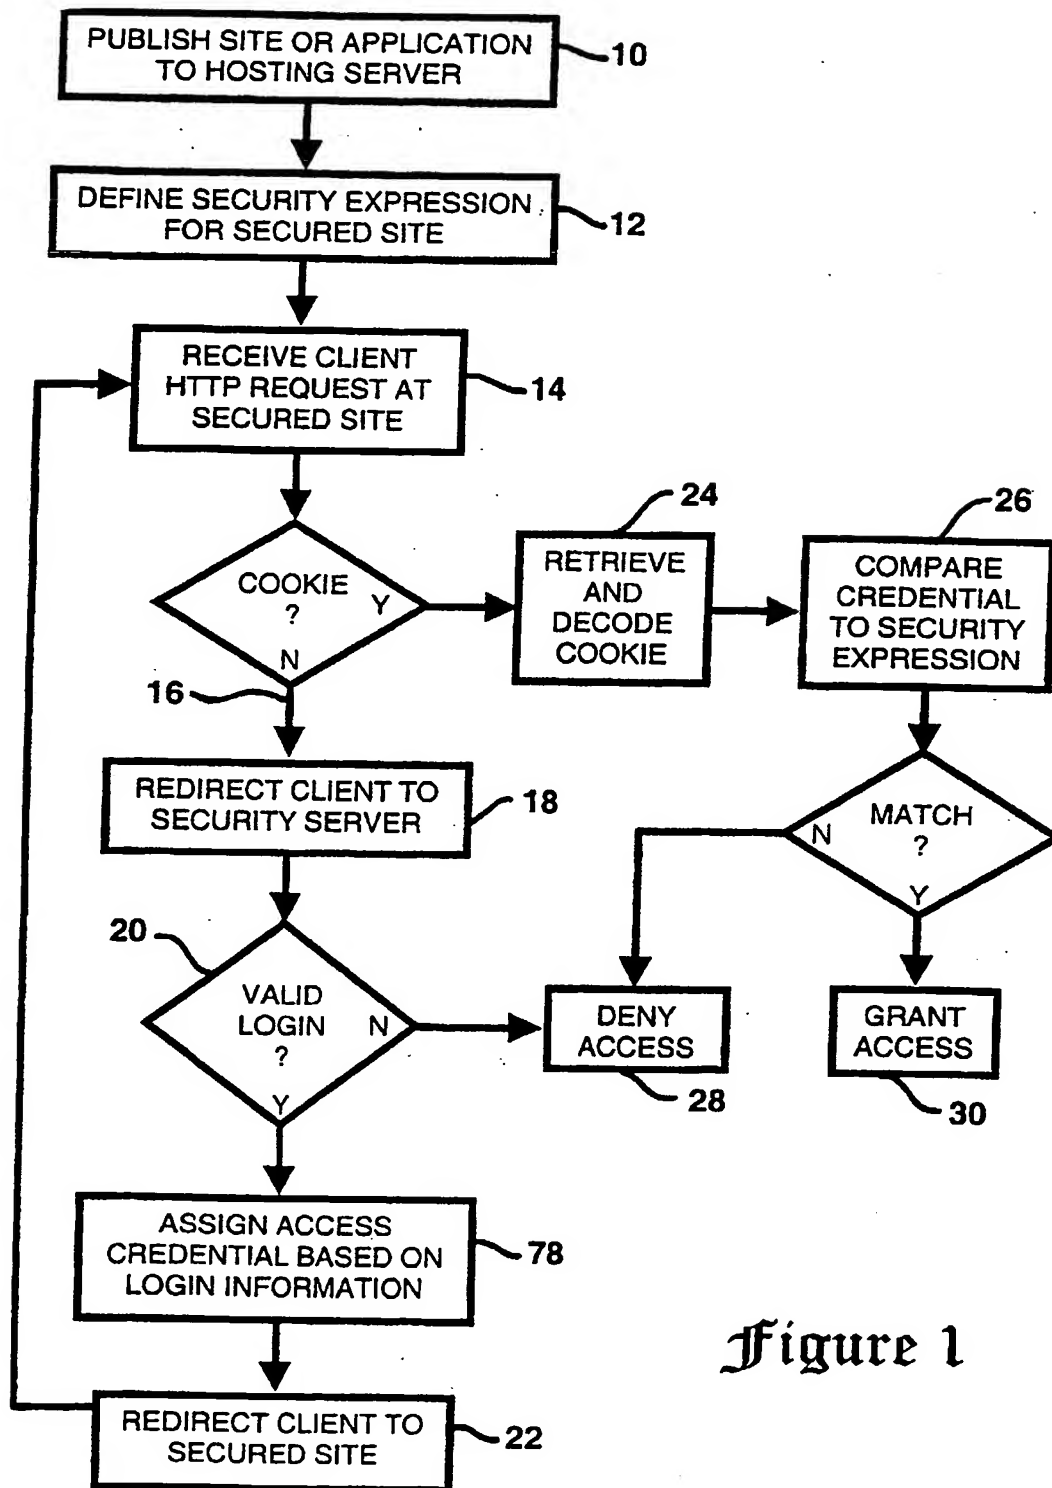 PUBLISH SITE OR APPLICATION
TO HOSTING SERVER
10
DEFINE SECURITY EXPRESSION
FOR SECURED SITE
12
RECEIVE CLIENT
HTTP REQUEST AT
SECURED SITE
14
COOKIE
?
Y
N
16
24
RETRIEVE
AND
DECODE
COOKIE
26
COMPARE
CREDENTIAL
TO SECURITY
EXPRESSION
REDIRECT CLIENT TO
SECURITY SERVER
18
MATCH
?
N
Y
20
VALID
LOGIN
?
N
Y
DENY
ACCESS
28
GRANT
ACCESS
30
ASSIGN ACCESS
CREDENTIAL BASED ON
LOGIN INFORMATION
78
REDIRECT CLIENT TO
SECURED SITE
22
Figure 1